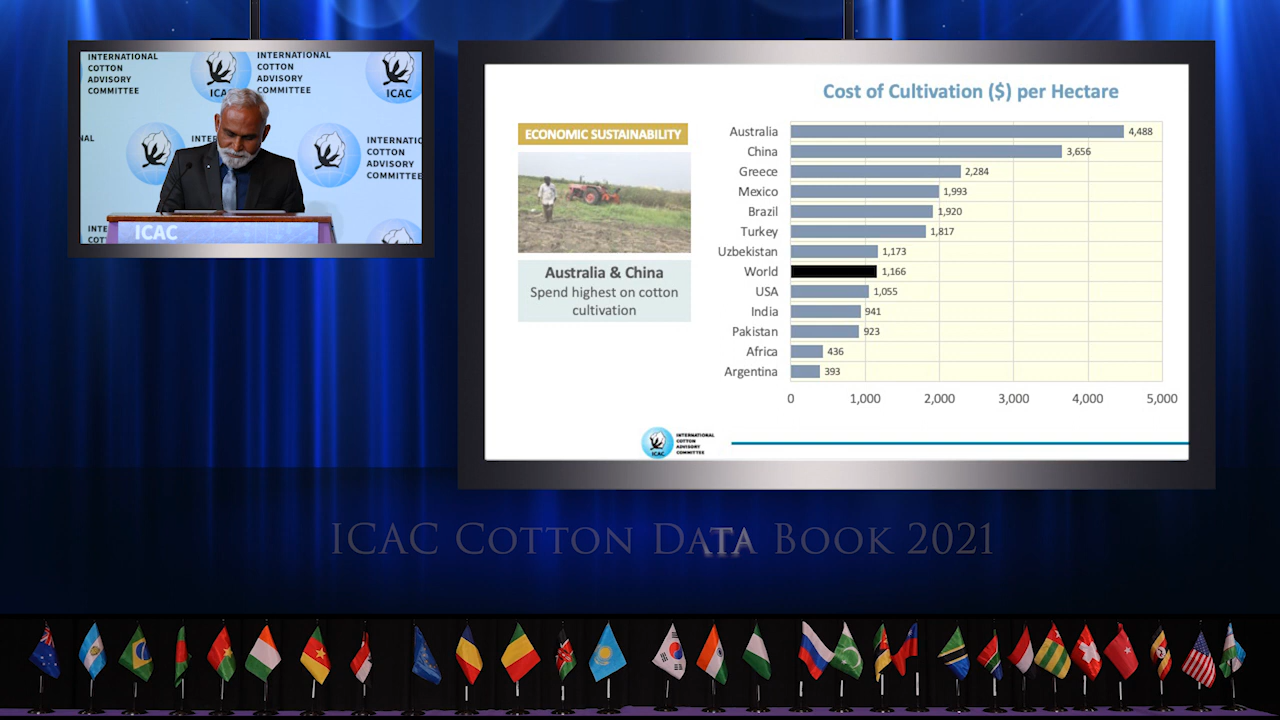 INTERNATIONAL
COTTON
ADVISORY
COMMITTEE
ICAC
INTERNATIONAL
COTTON
ADVISORY
COMMITTEE
ICAC
INTERNATIO
COTTON
ADVISORY
COMMITTEE
ICAC
Cost of Cultivation ($) per Hectare
ECONOMIC SUSTAINABILITY
Australia & China
Spend highest on cotton
cultivation
Australia 4,488
China 3,656
Greece 2,284
Mexico 1,993
Brazil 1,920
Turkey 1,817
Uzbekistan 1,173
World 1,166
USA 1,055
India 941
Pakistan 923
Africa 436
Argentina 393
0 1,000 2,000 3,000 4,000 5,000
ICAC
INTERNATIONAL
COTTON
ADVISORY
COMMITTEE
ICAC COTTON DATA BOOK 2021